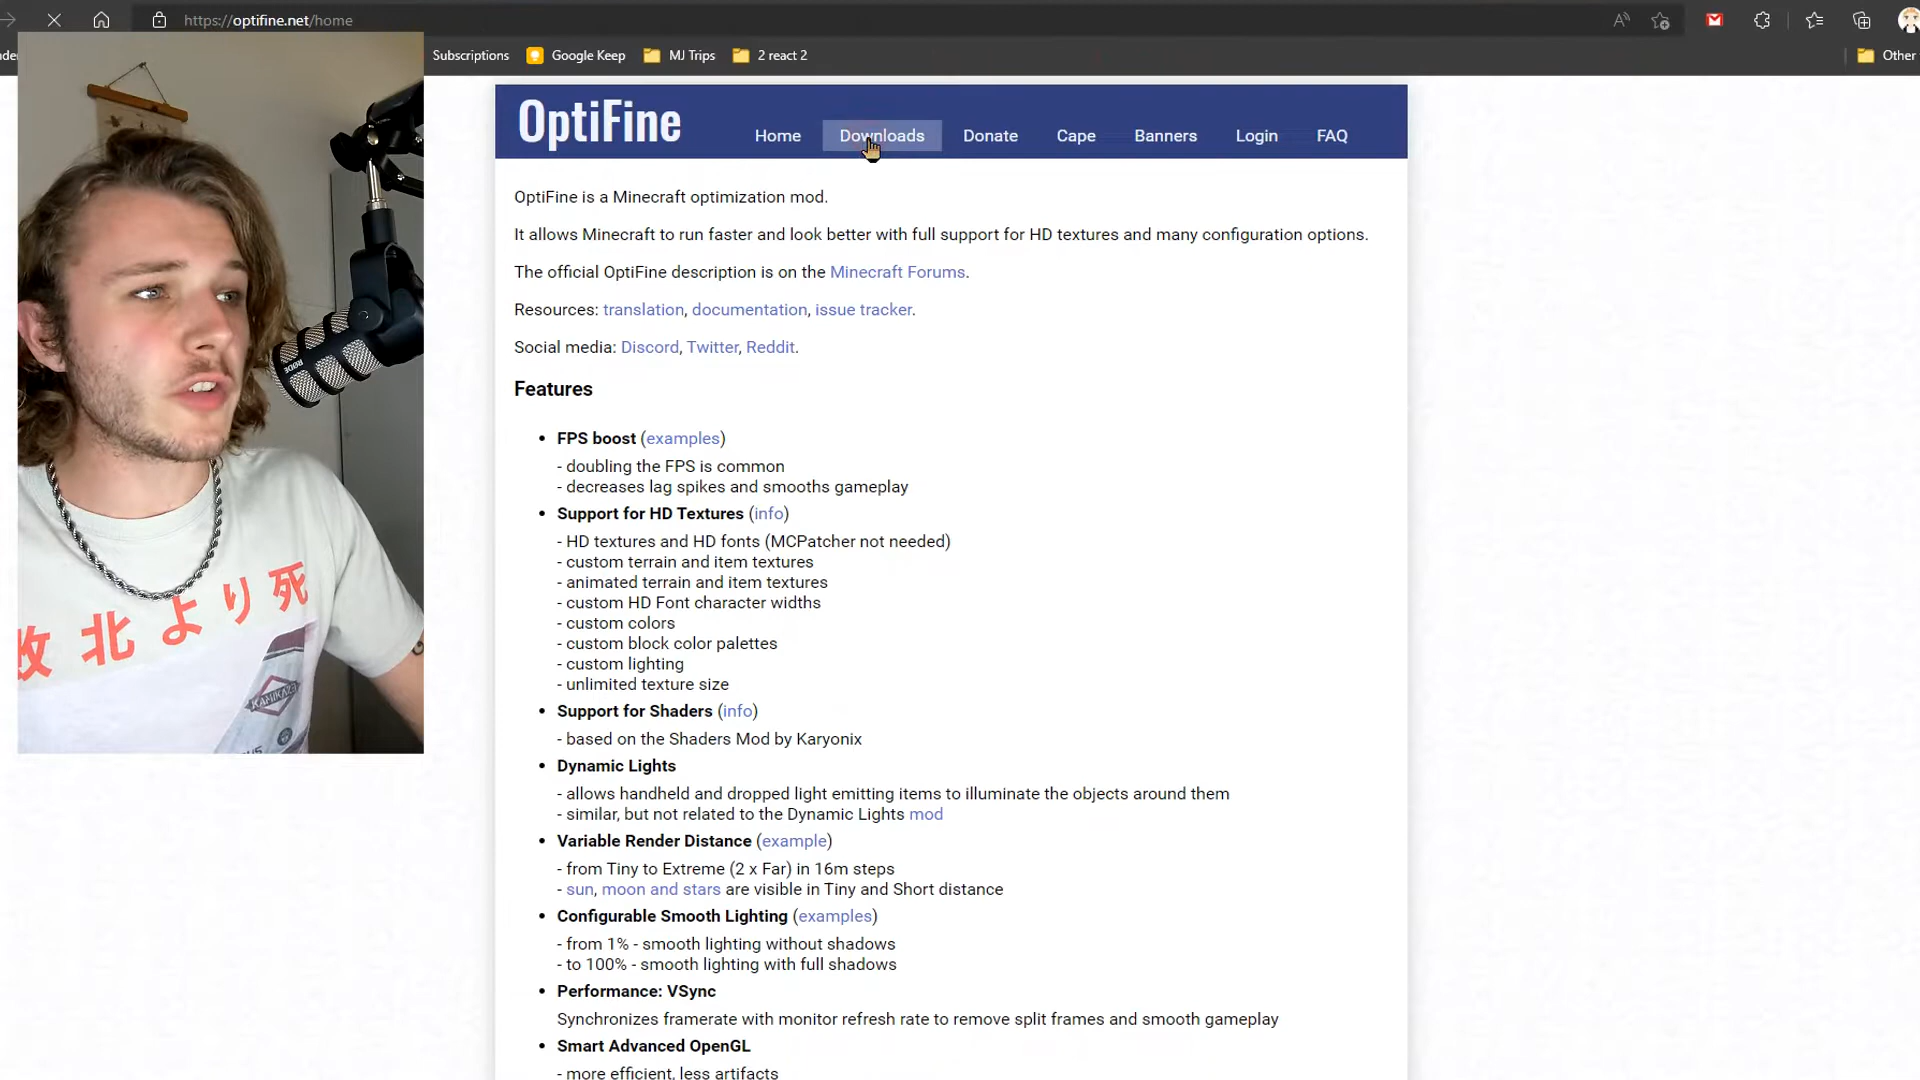 https://optifine.net/home
Subscriptions
Google Keep
MJ Trips
2 react 2
Other
OptiFine
Home
Downloads
Donate
Cape
Banners
Login
FAQ
OptiFine is a Minecraft optimization mod.
It allows Minecraft to run faster and look better with full support for HD textures and many configuration options.
The official OptiFine description is on the Minecraft Forums.
Resources: translation, documentation, issue tracker.
Social media: Discord, Twitter, Reddit.
Features
• FPS boost (examples)
- doubling the FPS is common
- decreases lag spikes and smooths gameplay
• Support for HD Textures (info)
- HD textures and HD fonts (MCPatcher not needed)
- custom terrain and item textures
- animated terrain and item textures
- custom HD Font character widths
- custom colors
- custom block color palettes
- custom lighting
- unlimited texture size
• Support for Shaders (info)
- based on the Shaders Mod by Karyonix
• Dynamic Lights
- allows handheld and dropped light emitting items to illuminate the objects around them
- similar, but not related to the Dynamic Lights mod
• Variable Render Distance (example)
- from Tiny to Extreme (2 x Far) in 16m steps
- sun, moon and stars are visible in Tiny and Short distance
• Configurable Smooth Lighting (examples)
- from 1% - smooth lighting without shadows
- to 100% - smooth lighting with full shadows
• Performance: VSync
Synchronizes framerate with monitor refresh rate to remove split frames and smooth gameplay
• Smart Advanced OpenGL
- more efficient, less artifacts
RØDE
敗北より死
KAMIKAZE